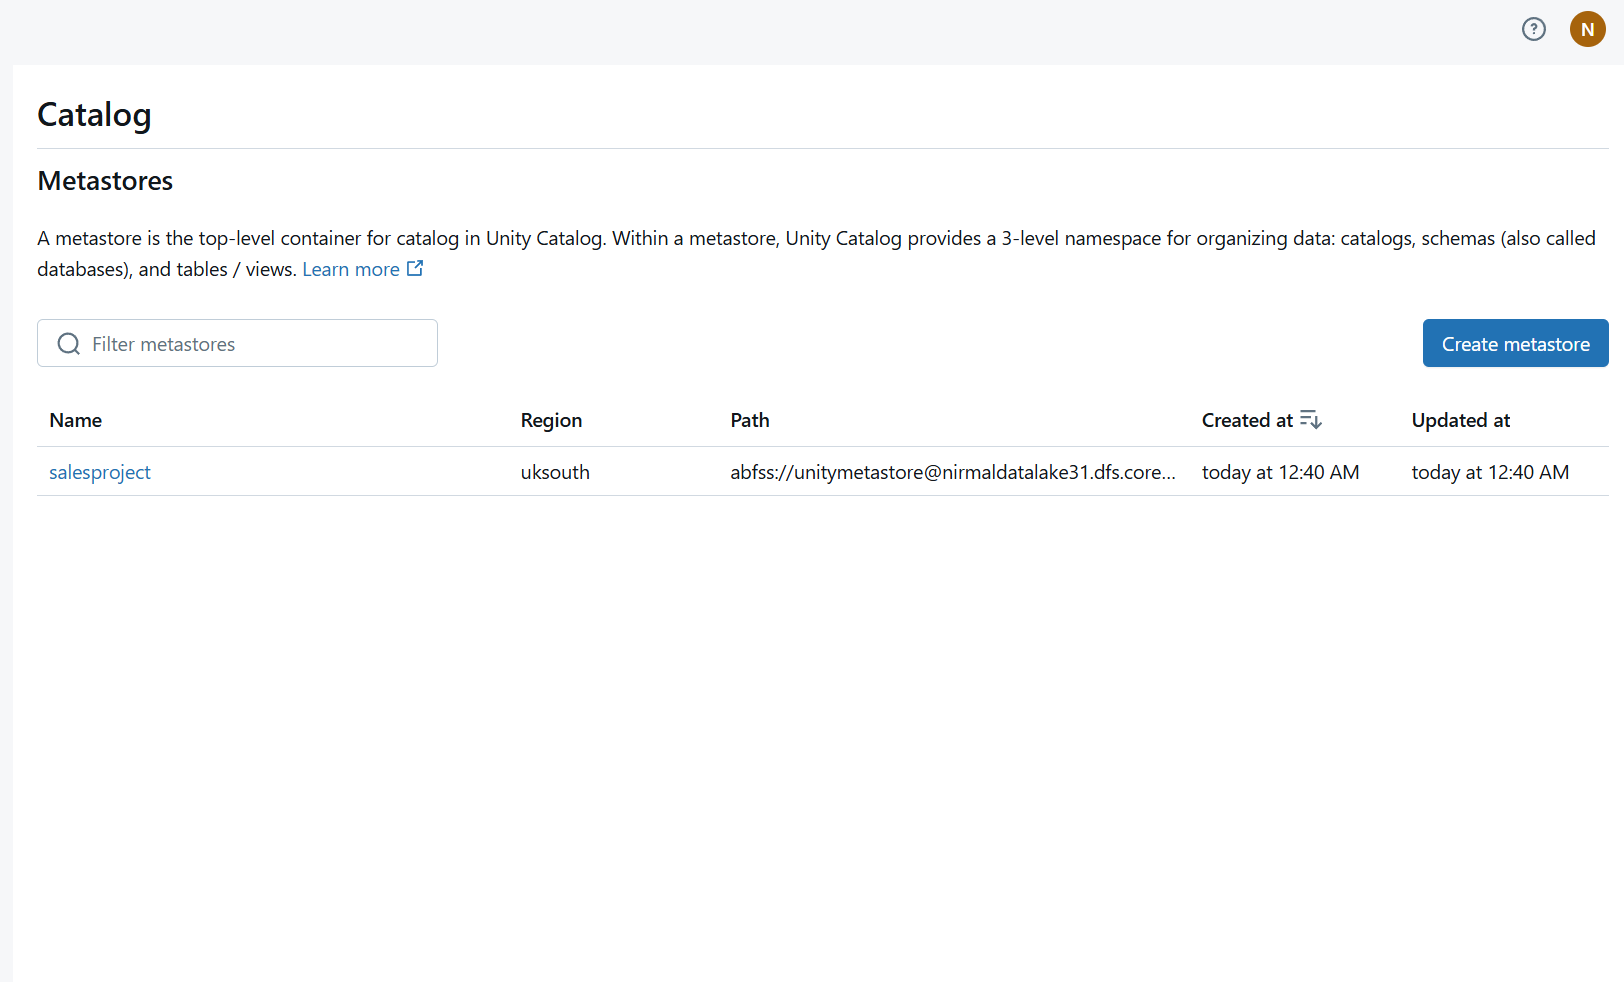 N
Catalog
Metastores
A metastore is the top-level container for catalog in Unity Catalog. Within a metastore, Unity Catalog provides a 3-level namespace for organizing data: catalogs, schemas (also called
databases), and tables / views. Learn more
Filter metastores
Create metastore
Name Region Path Created at Updated at
salesproject uksouth abfss://unitymetastore@nirmaldatalake31.dfs.core... today at 12:40 AM today at 12:40 AM